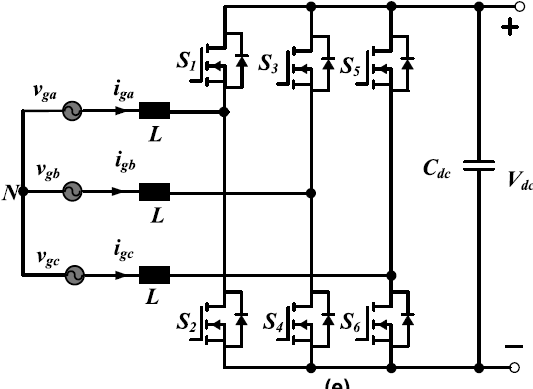 +
S1 S3 S5
vga iga
L
vgb igb
Cdc Vdc
N
L
vgc igc
L
S2 S4 S6
−
(e)